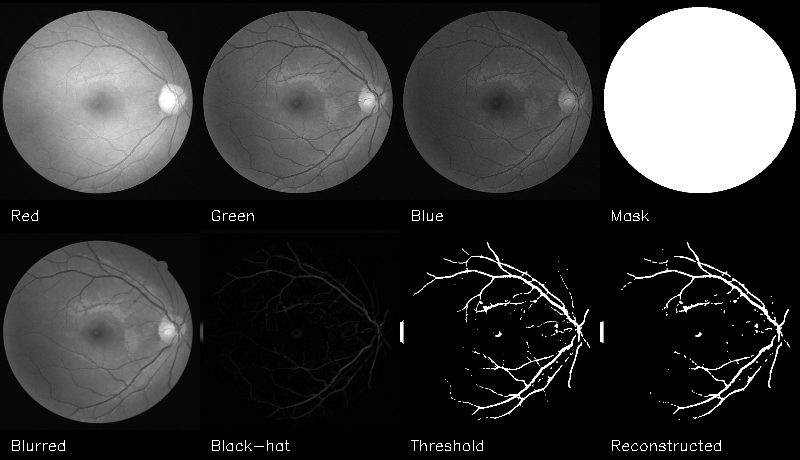 Red
Green
Blue
Mask
Blurred
Black-hat
Threshold
Reconstructed